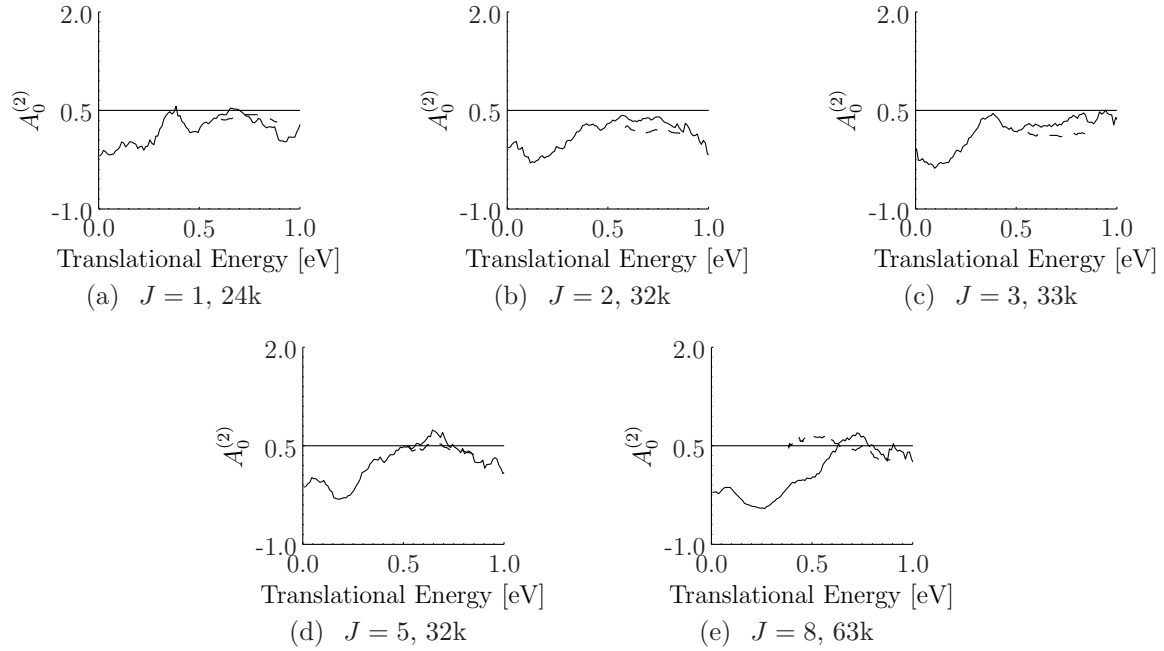 2.0
0.5
-1.0
A_0^{(2)}
0.0 0.5 1.0
Translational Energy [eV]
(a) J = 1, 24k
2.0
0.5
-1.0
A_0^{(2)}
0.0 0.5 1.0
Translational Energy [eV]
(b) J = 2, 32k
2.0
0.5
-1.0
A_0^{(2)}
0.0 0.5 1.0
Translational Energy [eV]
(c) J = 3, 33k
2.0
0.5
-1.0
A_0^{(2)}
0.0 0.5 1.0
Translational Energy [eV]
(d) J = 5, 32k
2.0
0.5
-1.0
A_0^{(2)}
0.0 0.5 1.0
Translational Energy [eV]
(e) J = 8, 63k